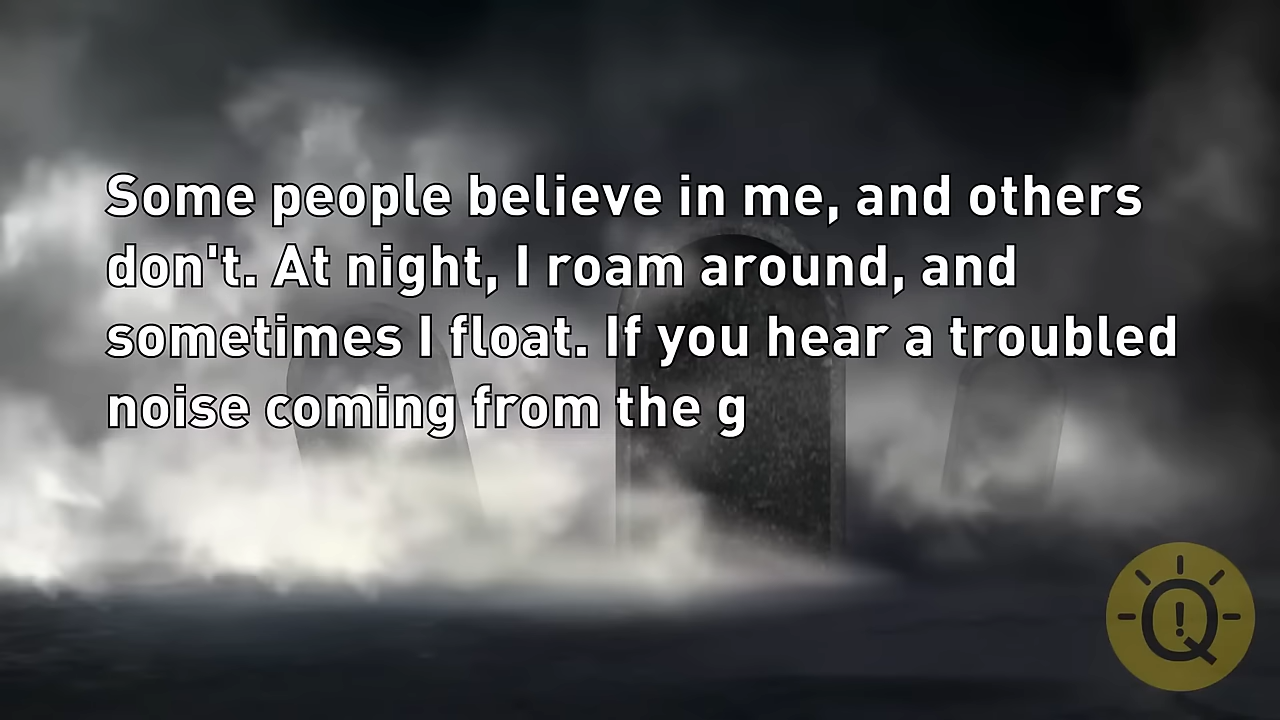 Some people believe in me, and others
don't. At night, I roam around, and
sometimes I float. If you hear a troubled
noise coming from the g
Q!